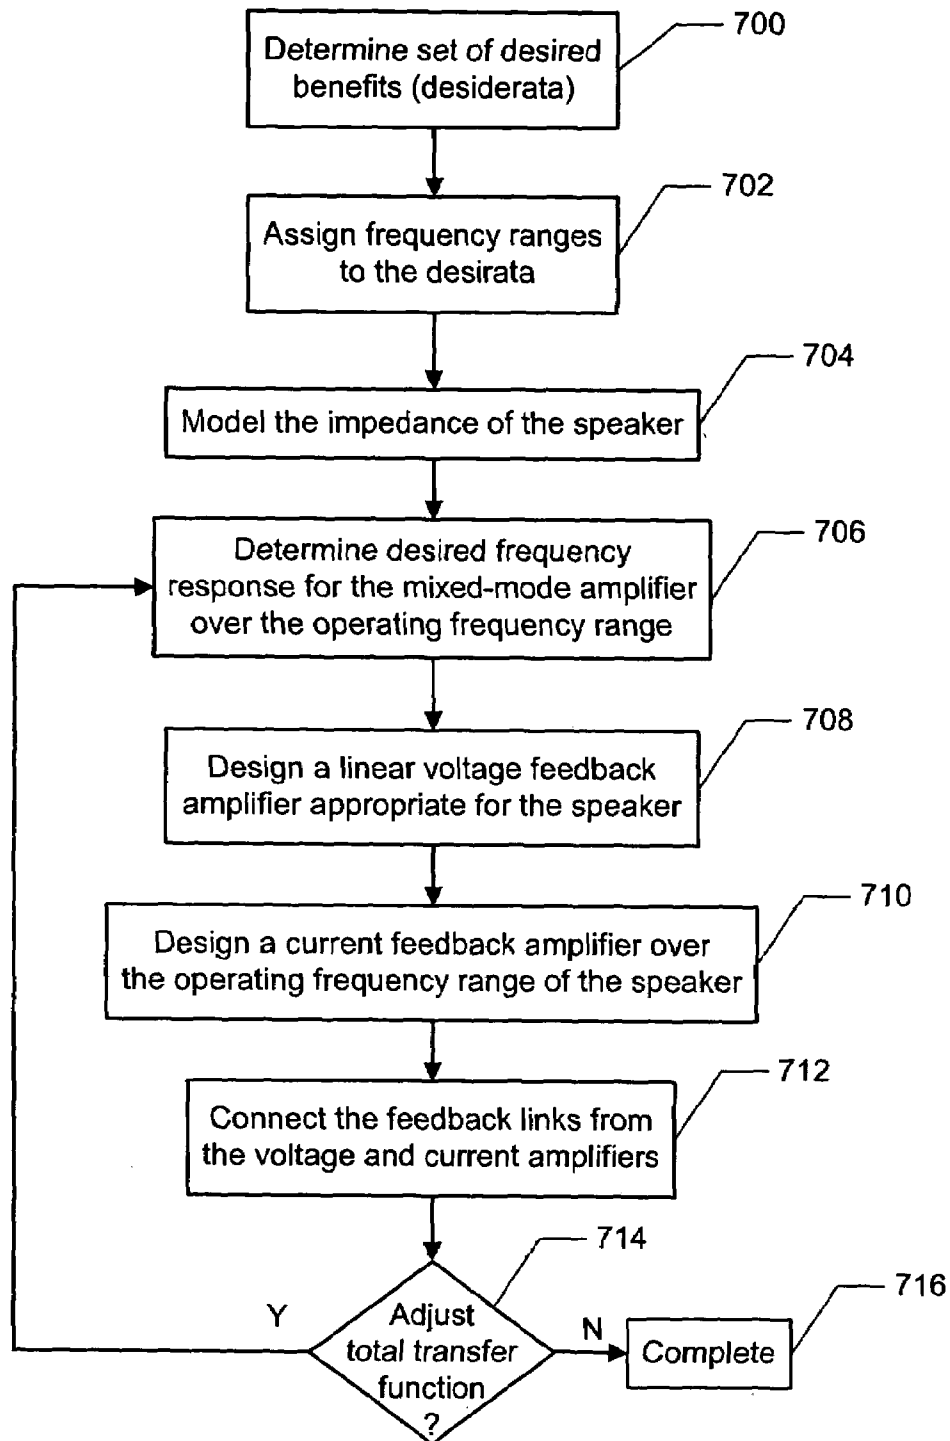 700
Determine set of desired
benefits (desiderata)
702
Assign frequency ranges
to the desirata
704
Model the impedance of the speaker
706
Determine desired frequency
response for the mixed-mode amplifier
over the operating frequency range
708
Design a linear voltage feedback
amplifier appropriate for the speaker
710
Design a current feedback amplifier over
the operating frequency range of the speaker
712
Connect the feedback links from
the voltage and current amplifiers
714
Adjust
total transfer
function
?
Y
N
716
Complete